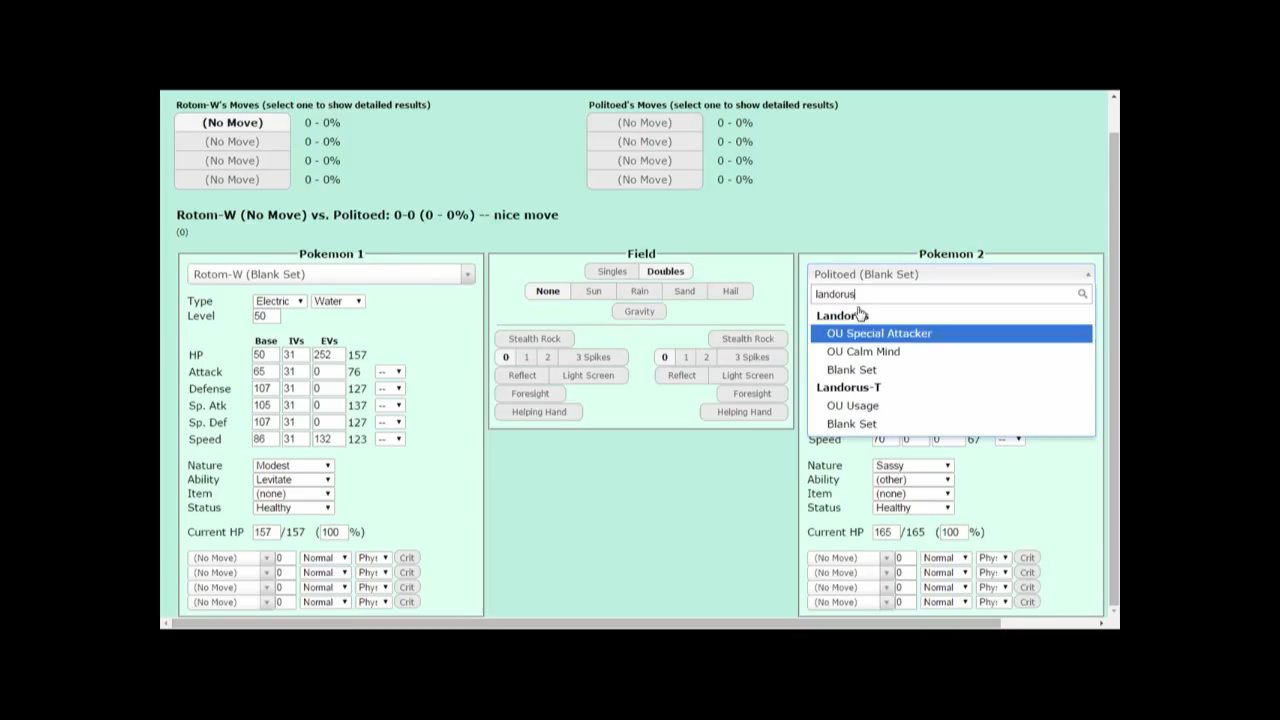 Rotom-W's Moves (select one to show detailed results)
(No Move) 0 - 0%
(No Move) 0 - 0%
(No Move) 0 - 0%
(No Move) 0 - 0%
Politoed's Moves (select one to show detailed results)
(No Move) 0 - 0%
(No Move) 0 - 0%
(No Move) 0 - 0%
(No Move) 0 - 0%
Rotom-W (No Move) vs. Politoed: 0-0 (0 - 0%) -- nice move
(0)
Pokemon 1
Rotom-W (Blank Set)
Type Electric Water
Level 50
Base IVs EVs
HP 50 31 252 157
Attack 65 31 0 76 --
Defense 107 31 0 127 --
Sp. Atk 105 31 0 137 --
Sp. Def 107 31 0 127 --
Speed 86 31 132 123 --
Nature Modest
Ability Levitate
Item (none)
Status Healthy
Current HP 157 /157 (100 %)
(No Move) 0 Normal Phy Crit
(No Move) 0 Normal Phy Crit
(No Move) 0 Normal Phy Crit
(No Move) 0 Normal Phy Crit
Field
Singles Doubles
None Sun Rain Sand Hail
Gravity
Stealth Rock Stealth Rock
0 1 2 3 Spikes 0 1 2 3 Spikes
Reflect Light Screen Reflect Light Screen
Foresight Foresight
Helping Hand Helping Hand
Pokemon 2
Politoed (Blank Set)
landorus
Landorus
OU Special Attacker
OU Calm Mind
Blank Set
Landorus-T
OU Usage
Blank Set
Speed 70 0 0 67 --
Nature Sassy
Ability (other)
Item (none)
Status Healthy
Current HP 165 /165 (100 %)
(No Move) 0 Normal Phy Crit
(No Move) 0 Normal Phy Crit
(No Move) 0 Normal Phy Crit
(No Move) 0 Normal Phy Crit